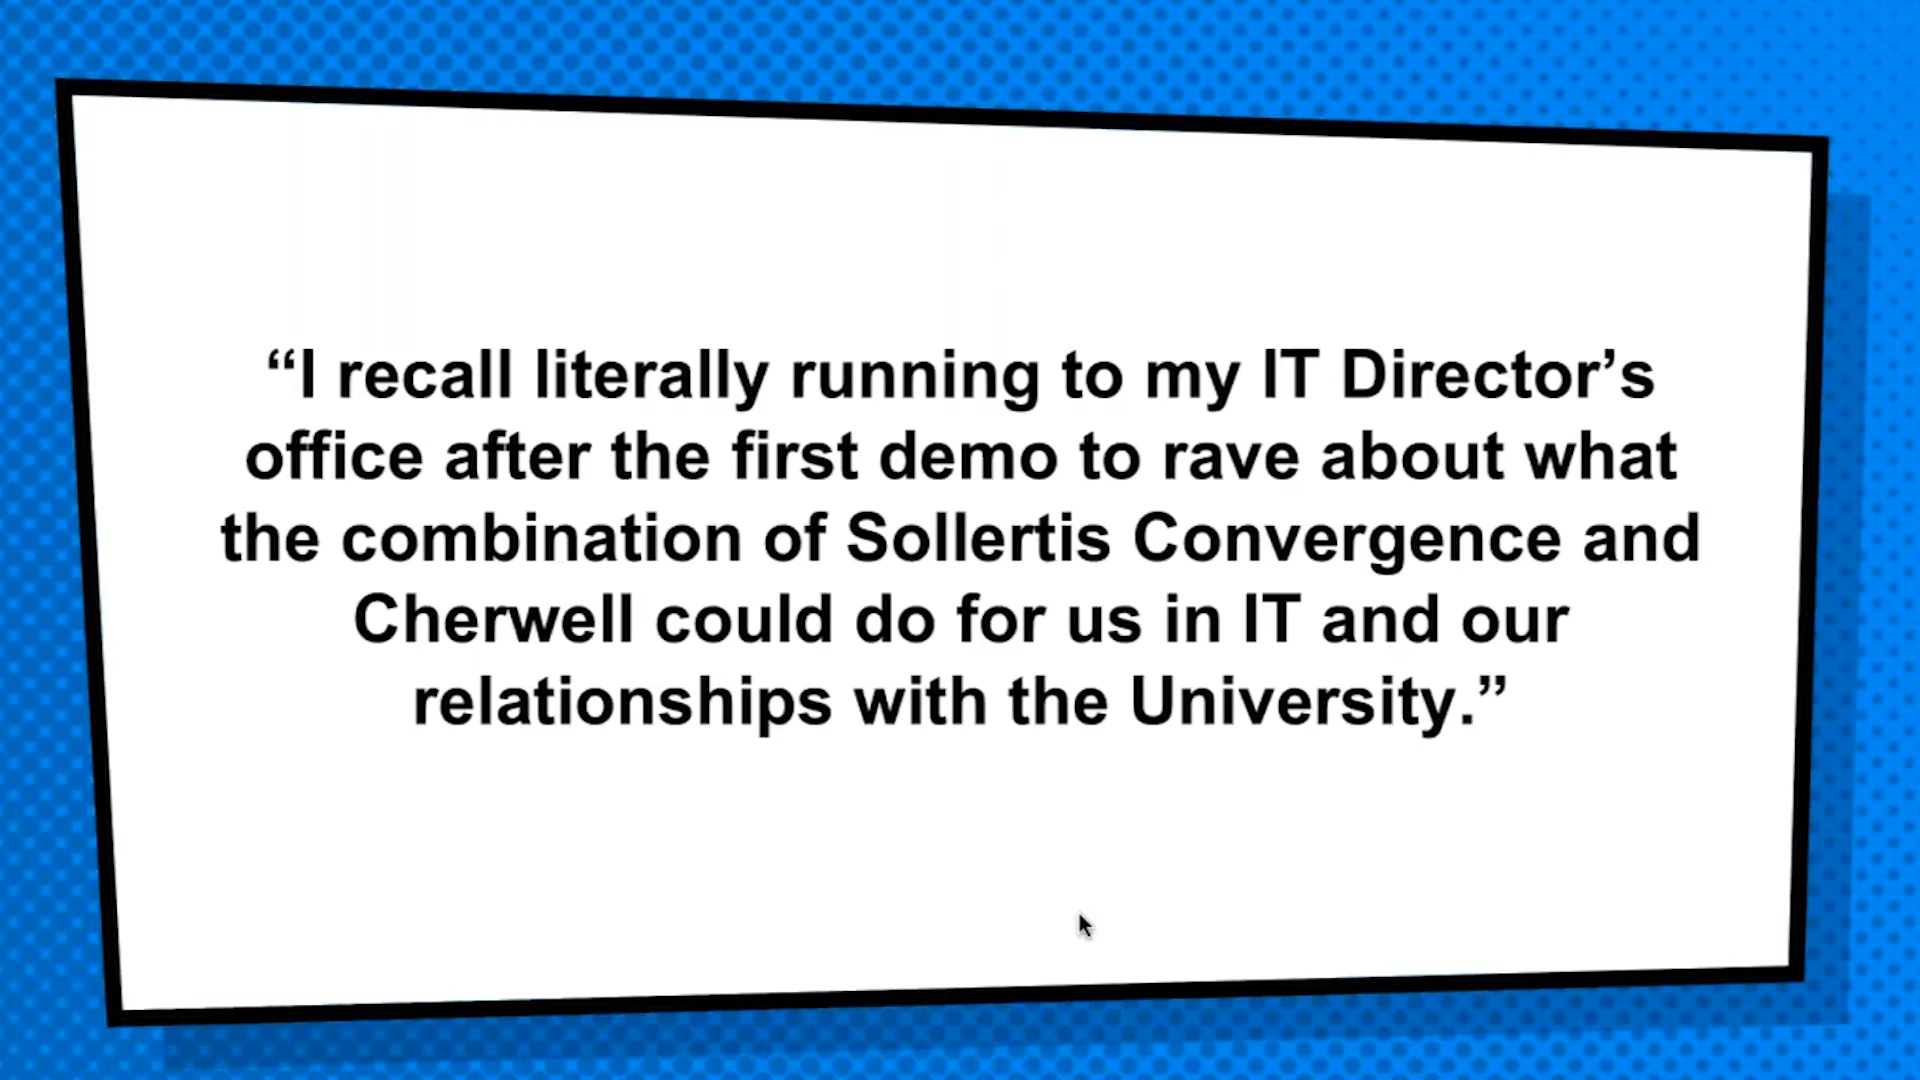 “I recall literally running to my IT Director’s
office after the first demo to rave about what
the combination of Sollertis Convergence and
Cherwell could do for us in IT and our
relationships with the University.”